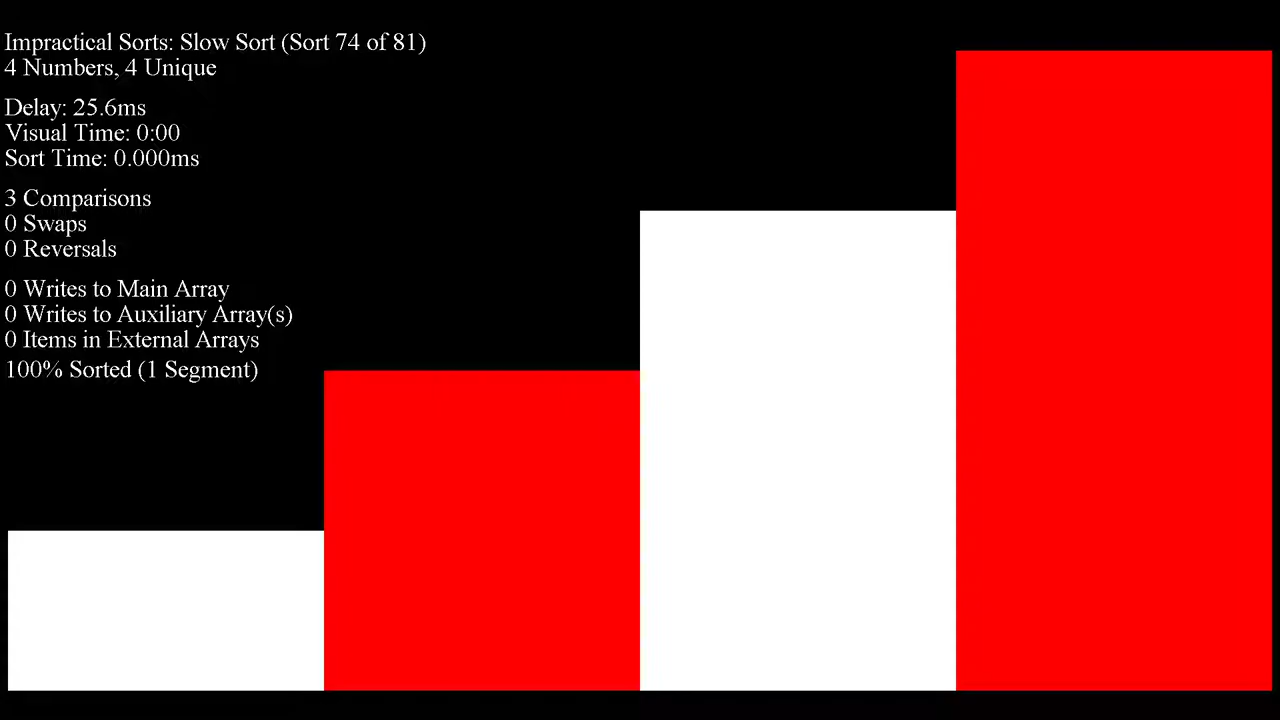 Impractical Sorts: Slow Sort (Sort 74 of 81)
4 Numbers, 4 Unique
Delay: 25.6ms
Visual Time: 0:00
Sort Time: 0.000ms
3 Comparisons
0 Swaps
0 Reversals
0 Writes to Main Array
0 Writes to Auxiliary Array(s)
0 Items in External Arrays
100% Sorted (1 Segment)